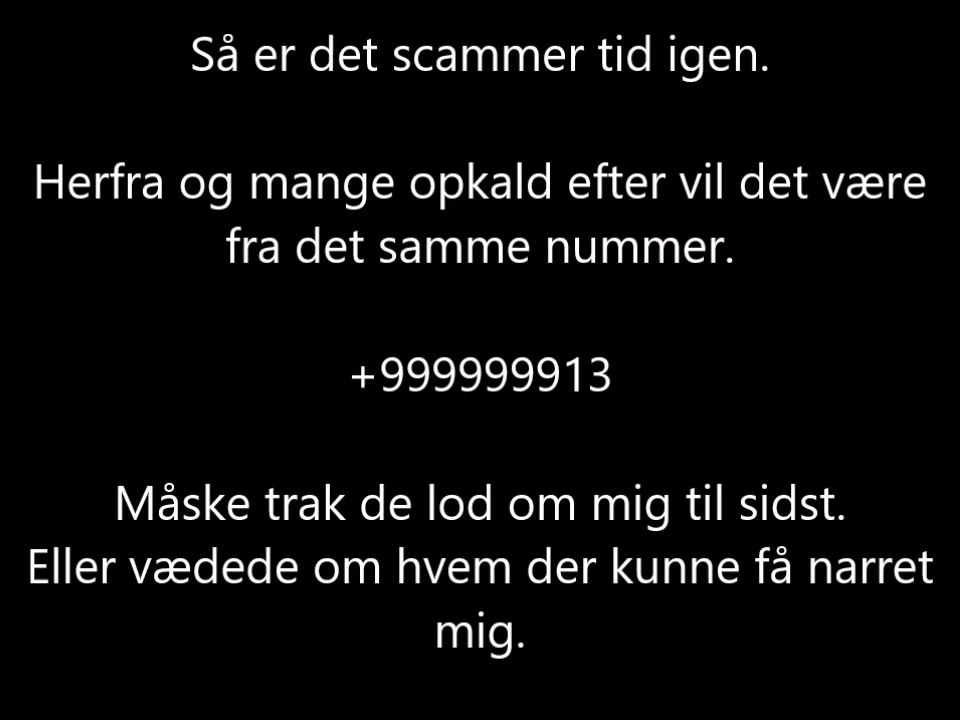 Så er det scammer tid igen.
Herfra og mange opkald efter vil det være
fra det samme nummer.
+999999913
Måske trak de lod om mig til sidst.
Eller vædede om hvem der kunne få narret
mig.